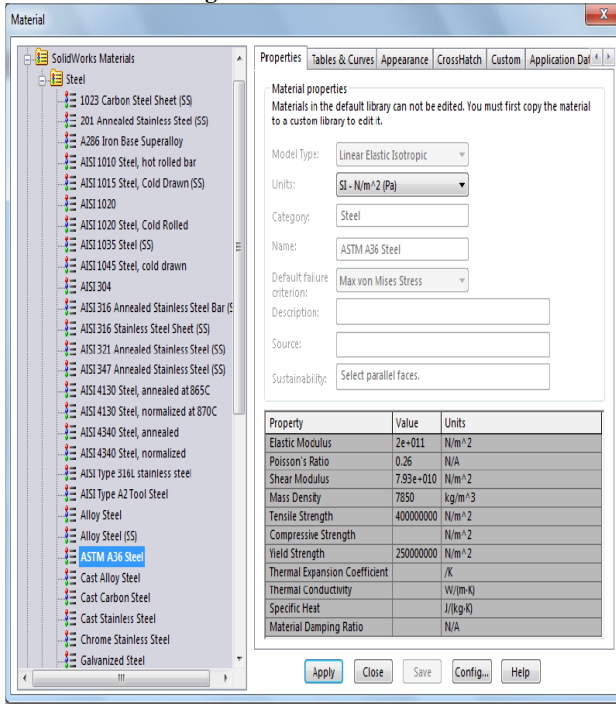 Material
SolidWorks Materials
Steel
1023 Carbon Steel Sheet (SS)
201 Annealed Stainless Steel (SS)
A286 Iron Base Superalloy
AISI 1010 Steel, hot rolled bar
AISI 1015 Steel, Cold Drawn (SS)
AISI 1020
AISI 1020 Steel, Cold Rolled
AISI 1035 Steel (SS)
AISI 1045 Steel, cold drawn
AISI 304
AISI 316 Annealed Stainless Steel Bar (S
AISI 316 Stainless Steel Sheet (SS)
AISI 321 Annealed Stainless Steel (SS)
AISI 347 Annealed Stainless Steel (SS)
AISI 4130 Steel, annealed at 865C
AISI 4130 Steel, normalized at 870C
AISI 4340 Steel, annealed
AISI 4340 Steel, normalized
AISI Type 316L stainless steel
AISI Type A2 Tool Steel
Alloy Steel
Alloy Steel (SS)
ASTM A36 Steel
Cast Alloy Steel
Cast Carbon Steel
Cast Stainless Steel
Chrome Stainless Steel
Galvanized Steel
Properties Tables & Curves Appearance CrossHatch Custom Application Dat
Material properties
Materials in the default library can not be edited. You must first copy the material
to a custom library to edit it.
Model Type: Linear Elastic Isotropic
Units: SI - N/m^2 (Pa)
Category: Steel
Name: ASTM A36 Steel
Default failure
criterion: Max von Mises Stress
Description:
Source:
Sustainability: Select parallel faces.
Property Value Units
Elastic Modulus 2e+011 N/m^2
Poisson's Ratio 0.26 N/A
Shear Modulus 7.93e+010 N/m^2
Mass Density 7850 kg/m^3
Tensile Strength 400000000 N/m^2
Compressive Strength N/m^2
Yield Strength 250000000 N/m^2
Thermal Expansion Coefficient /K
Thermal Conductivity W/(m·K)
Specific Heat J/(kg·K)
Material Damping Ratio N/A
Apply Close Save Config... Help